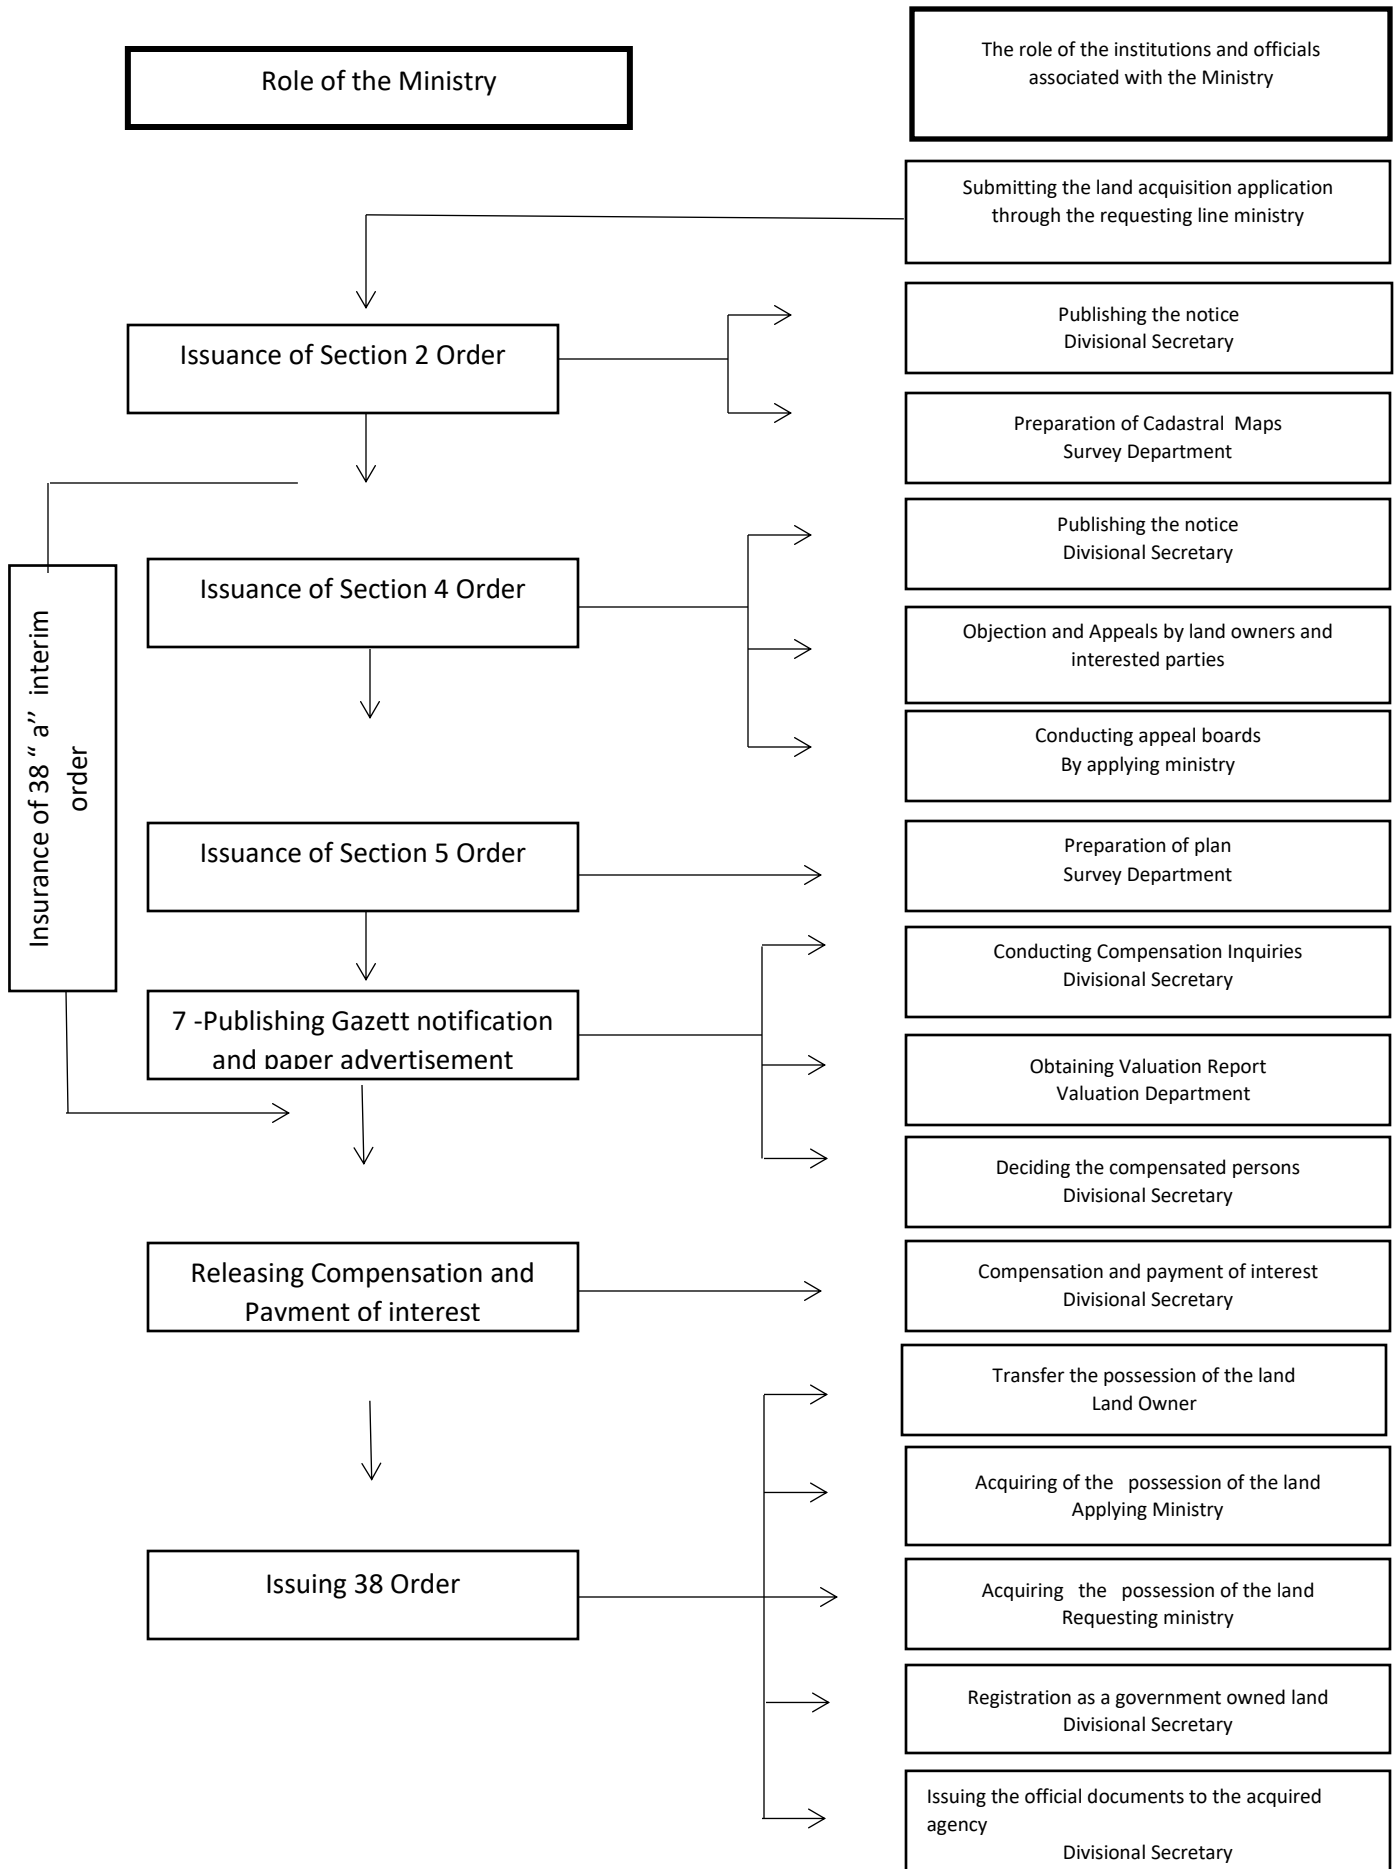 Role of the Ministry
The role of the institutions and officials
associated with the Ministry
Submitting the land acquisition application
through the requesting line ministry
Issuance of Section 2 Order
Publishing the notice
Divisional Secretary
Preparation of Cadastral Maps
Survey Department
Insurance of 38 “ a’’ interim
order
Issuance of Section 4 Order
Publishing the notice
Divisional Secretary
Objection and Appeals by land owners and
interested parties
Conducting appeal boards
By applying ministry
Issuance of Section 5 Order
Preparation of plan
Survey Department
7 -Publishing Gazett notification
and paper advertisement
Conducting Compensation Inquiries
Divisional Secretary
Obtaining Valuation Report
Valuation Department
Deciding the compensated persons
Divisional Secretary
Releasing Compensation and
Payment of interest
Compensation and payment of interest
Divisional Secretary
Transfer the possession of the land
Land Owner
Acquiring of the possession of the land
Applying Ministry
Issuing 38 Order
Acquiring the possession of the land
Requesting ministry
Registration as a government owned land
Divisional Secretary
Issuing the official documents to the acquired
agency
Divisional Secretary